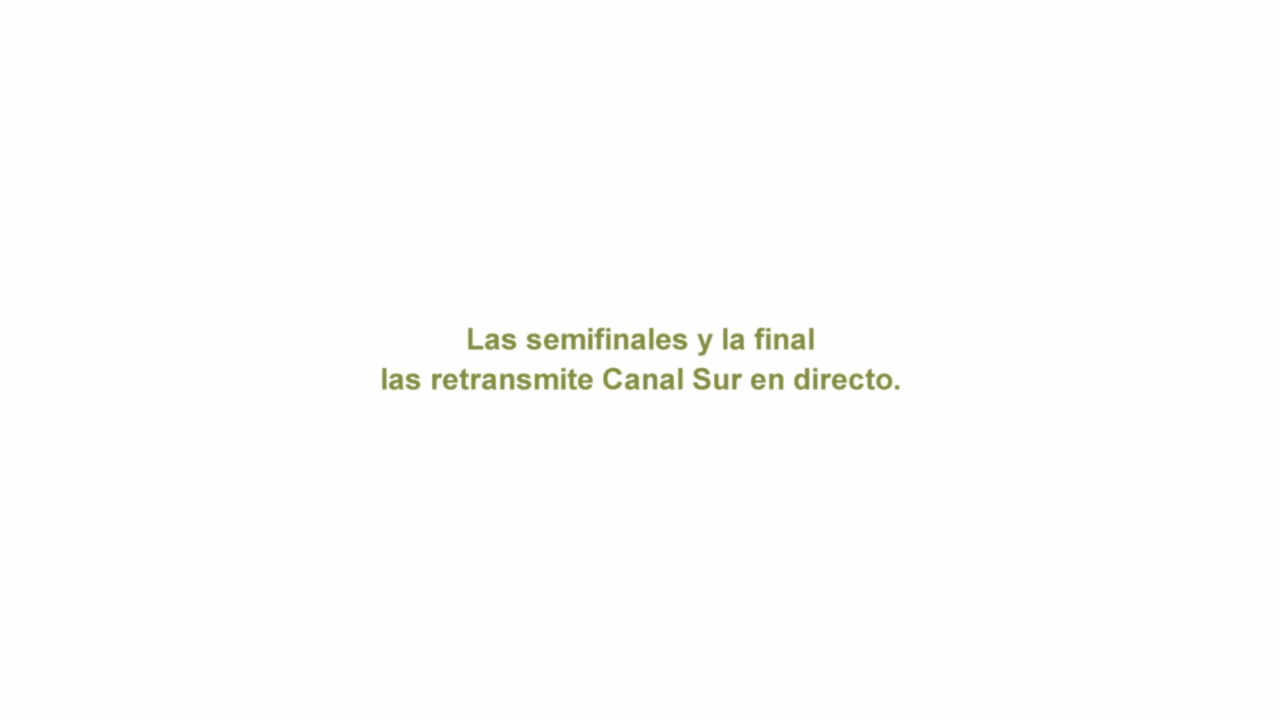 Las semifinales y la final
las retransmite Canal Sur en directo.